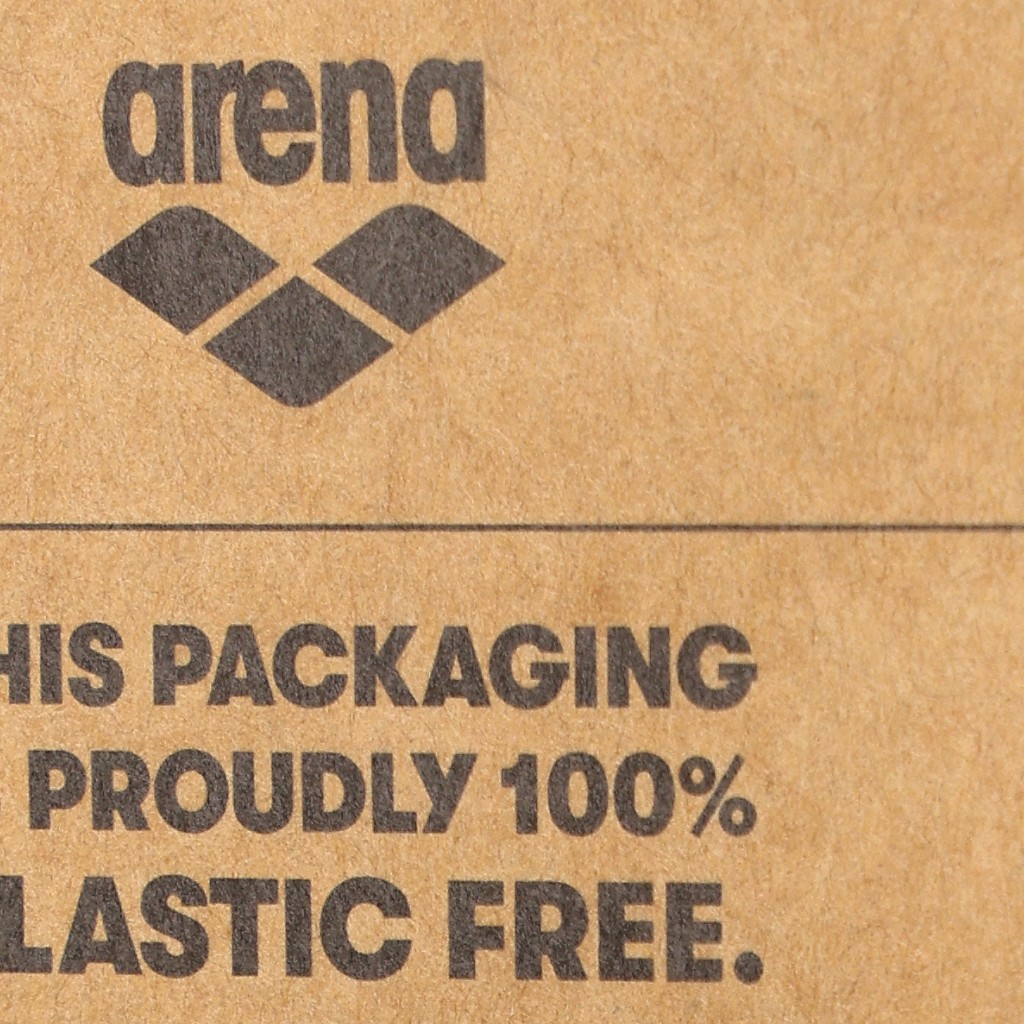 arena
HIS PACKAGING
PROUDLY 100%
LASTIC FREE.